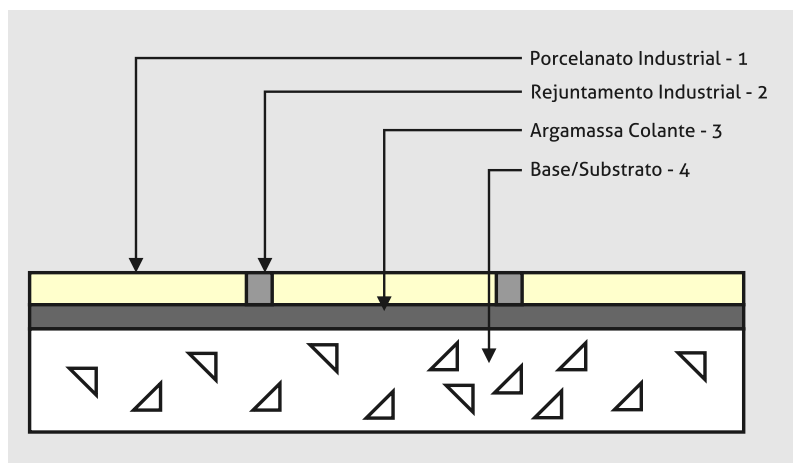 Porcelanato Industrial - 1
Rejuntamento Industrial - 2
Argamassa Colante - 3
Base/Substrato - 4